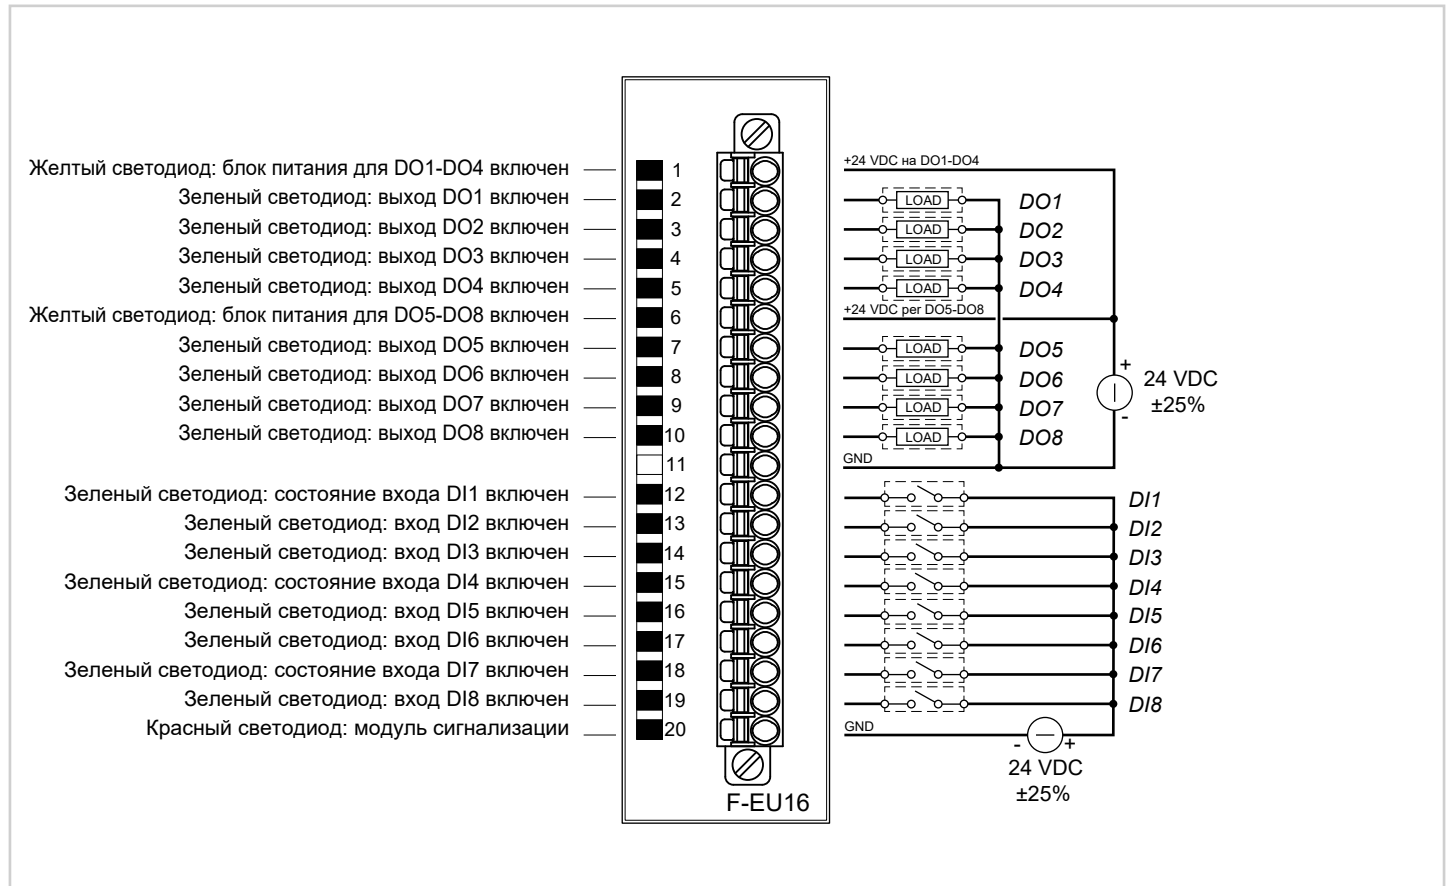 Желтый светодиод: блок питания для DO1-DO4 включен
Зеленый светодиод: выход DO1 включен
Зеленый светодиод: выход DO2 включен
Зеленый светодиод: выход DO3 включен
Зеленый светодиод: выход DO4 включен
Желтый светодиод: блок питания для DO5-DO8 включен
Зеленый светодиод: выход DO5 включен
Зеленый светодиод: выход DO6 включен
Зеленый светодиод: выход DO7 включен
Зеленый светодиод: выход DO8 включен
Зеленый светодиод: состояние входа DI1 включен
Зеленый светодиод: вход DI2 включен
Зеленый светодиод: вход DI3 включен
Зеленый светодиод: состояние входа DI4 включен
Зеленый светодиод: вход DI5 включен
Зеленый светодиод: вход DI6 включен
Зеленый светодиод: состояние входа DI7 включен
Зеленый светодиод: вход DI8 включен
Красный светодиод: модуль сигнализации
1
2
3
4
5
6
7
8
9
10
11
12
13
14
15
16
17
18
19
20
F-EU16
+24 VDC на DO1-DO4
LOAD DO1
LOAD DO2
LOAD DO3
LOAD DO4
+24 VDC per DO5-DO8
LOAD DO5
LOAD DO6
LOAD DO7
LOAD DO8
GND
+
24 VDC
±25%
-
DI1
DI2
DI3
DI4
DI5
DI6
DI7
DI8
GND
- +
24 VDC
±25%